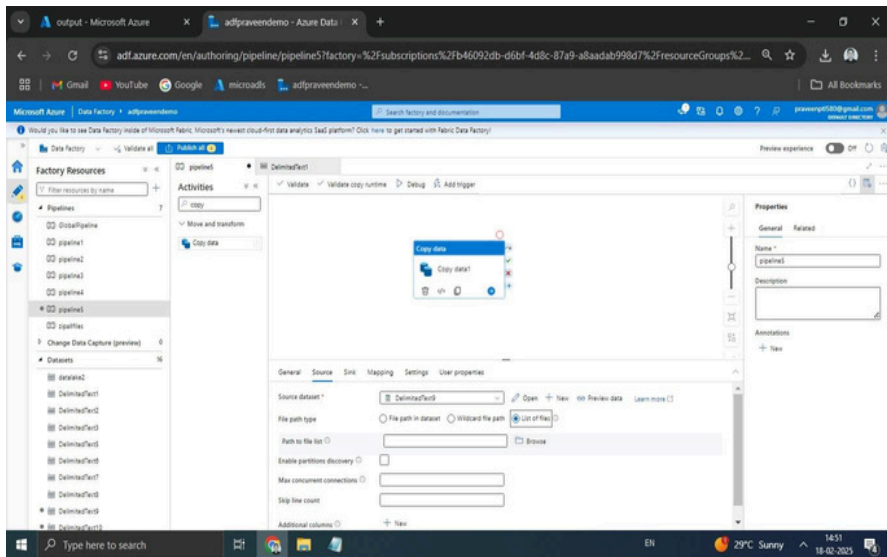 output - Microsoft Azure
adfpraveendemo - Azure Data
adf.azure.com/en/authoring/pipeline/pipeline5?factory=%2Fsubscriptions%2Fb46092db-d6bf-4d8c-87a9-a8aadab998d7%2FresourceGroups%2...
Gmail YouTube Google microadls adfpraveendemo -... All Bookmarks
Microsoft Azure Data Factory adfpraveendemo Search factory and documentation
DEFAULT DIRECTORY
Would you like to see Data Factory inside of Microsoft Fabric, Microsoft's newest cloud-first data analytics SaaS platform? Click here to get started with Fabric Data Factory!
Data Factory Validate all Publish all Preview experience Off
Factory Resources
Filter resources by name
Pipelines 7
GlobalPipeline
pipeline1
pipeline2
pipeline3
pipeline4
pipeline5
Change Data Capture (preview) 0
Datasets 16
datalake2
DelimitedText1
DelimitedText2
DelimitedText3
DelimitedText5
DelimitedText7
DelimitedText9
DelimitedText10
pipeline5 DelimitedText1
Activities
copy
Move and transform
Copy data
Validate Validate copy runtime Debug Add trigger
Copy data
Copy data1
General Source Sink Mapping Settings User properties
Source dataset * DelimitedText9 Open New Preview data Learn more
File path type File path in dataset Wildcard file path List of files
Path to file list Browse
Enable partitions discovery
Max concurrent connections
Skip line count
Additional columns New
Properties
General Related
Name *
pipeline5
Description
Annotations
New
Type here to search EN 29°C Sunny 14:51
18-02-2025